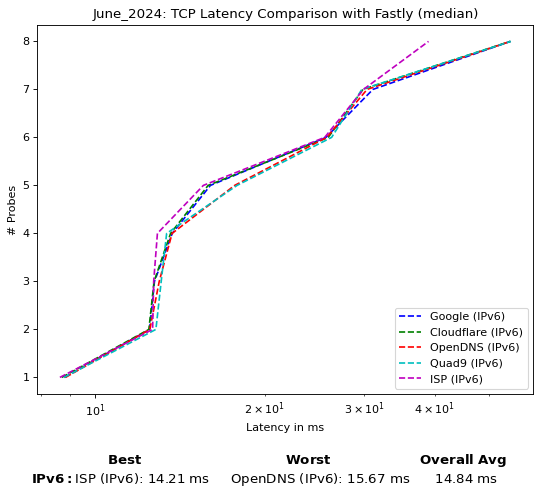 June_2024: TCP Latency Comparison with Fastly (median)
8
7
6
5
4
3
2
1
# Probes
Google (IPv6)
Cloudflare (IPv6)
OpenDNS (IPv6)
Quad9 (IPv6)
ISP (IPv6)
10¹ 2 × 10¹ 3 × 10¹ 4 × 10¹
Latency in ms
Best Worst Overall Avg
IPv6: ISP (IPv6): 14.21 ms OpenDNS (IPv6): 15.67 ms 14.84 ms